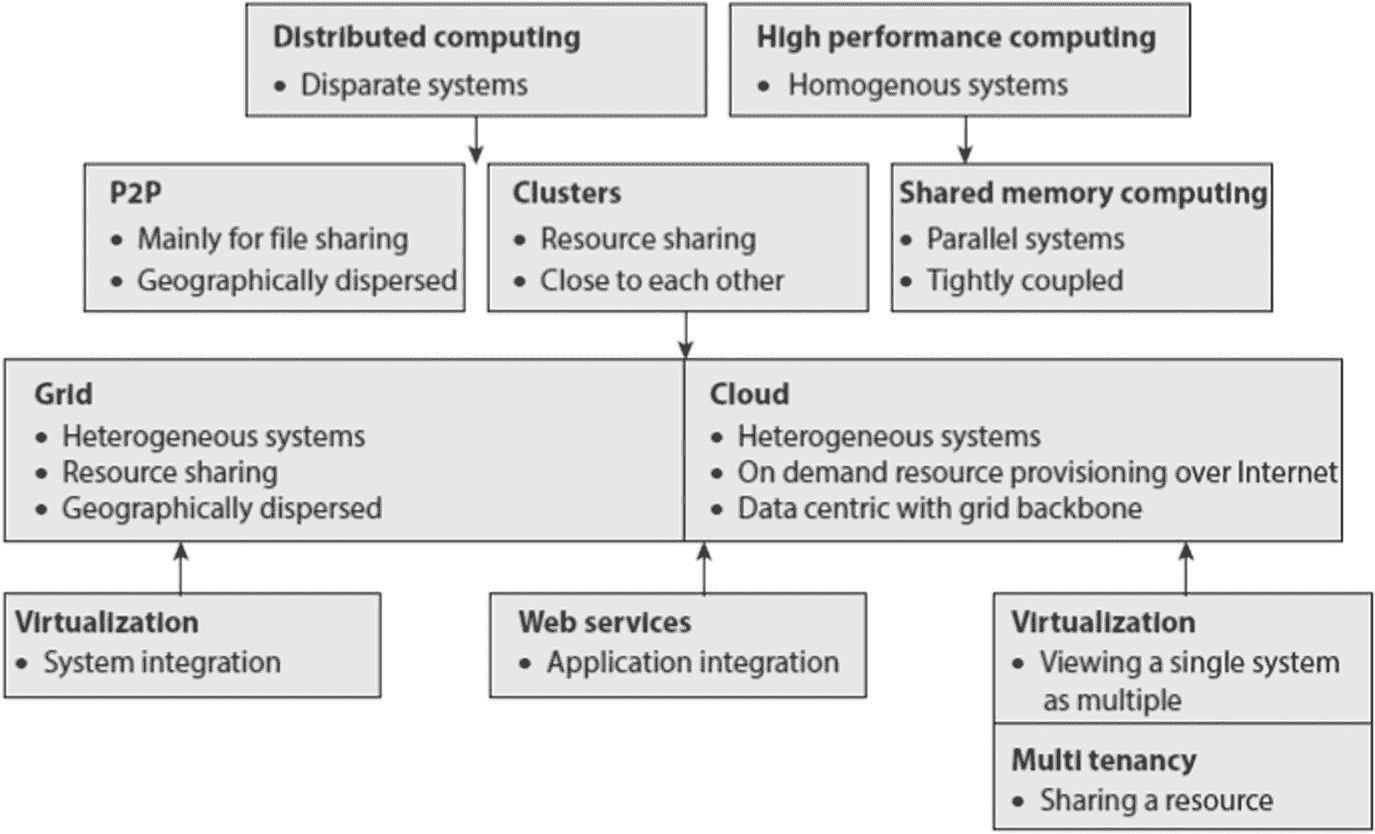 Distributed computing
• Disparate systems
High performance computing
• Homogenous systems
P2P
• Mainly for file sharing
• Geographically dispersed
Clusters
• Resource sharing
• Close to each other
Shared memory computing
• Parallel systems
• Tightly coupled
Grid
• Heterogeneous systems
• Resource sharing
• Geographically dispersed
Cloud
• Heterogeneous systems
• On demand resource provisioning over Internet
• Data centric with grid backbone
Virtualization
• System integration
Web services
• Application integration
Virtualization
• Viewing a single system
as multiple
Multi tenancy
• Sharing a resource